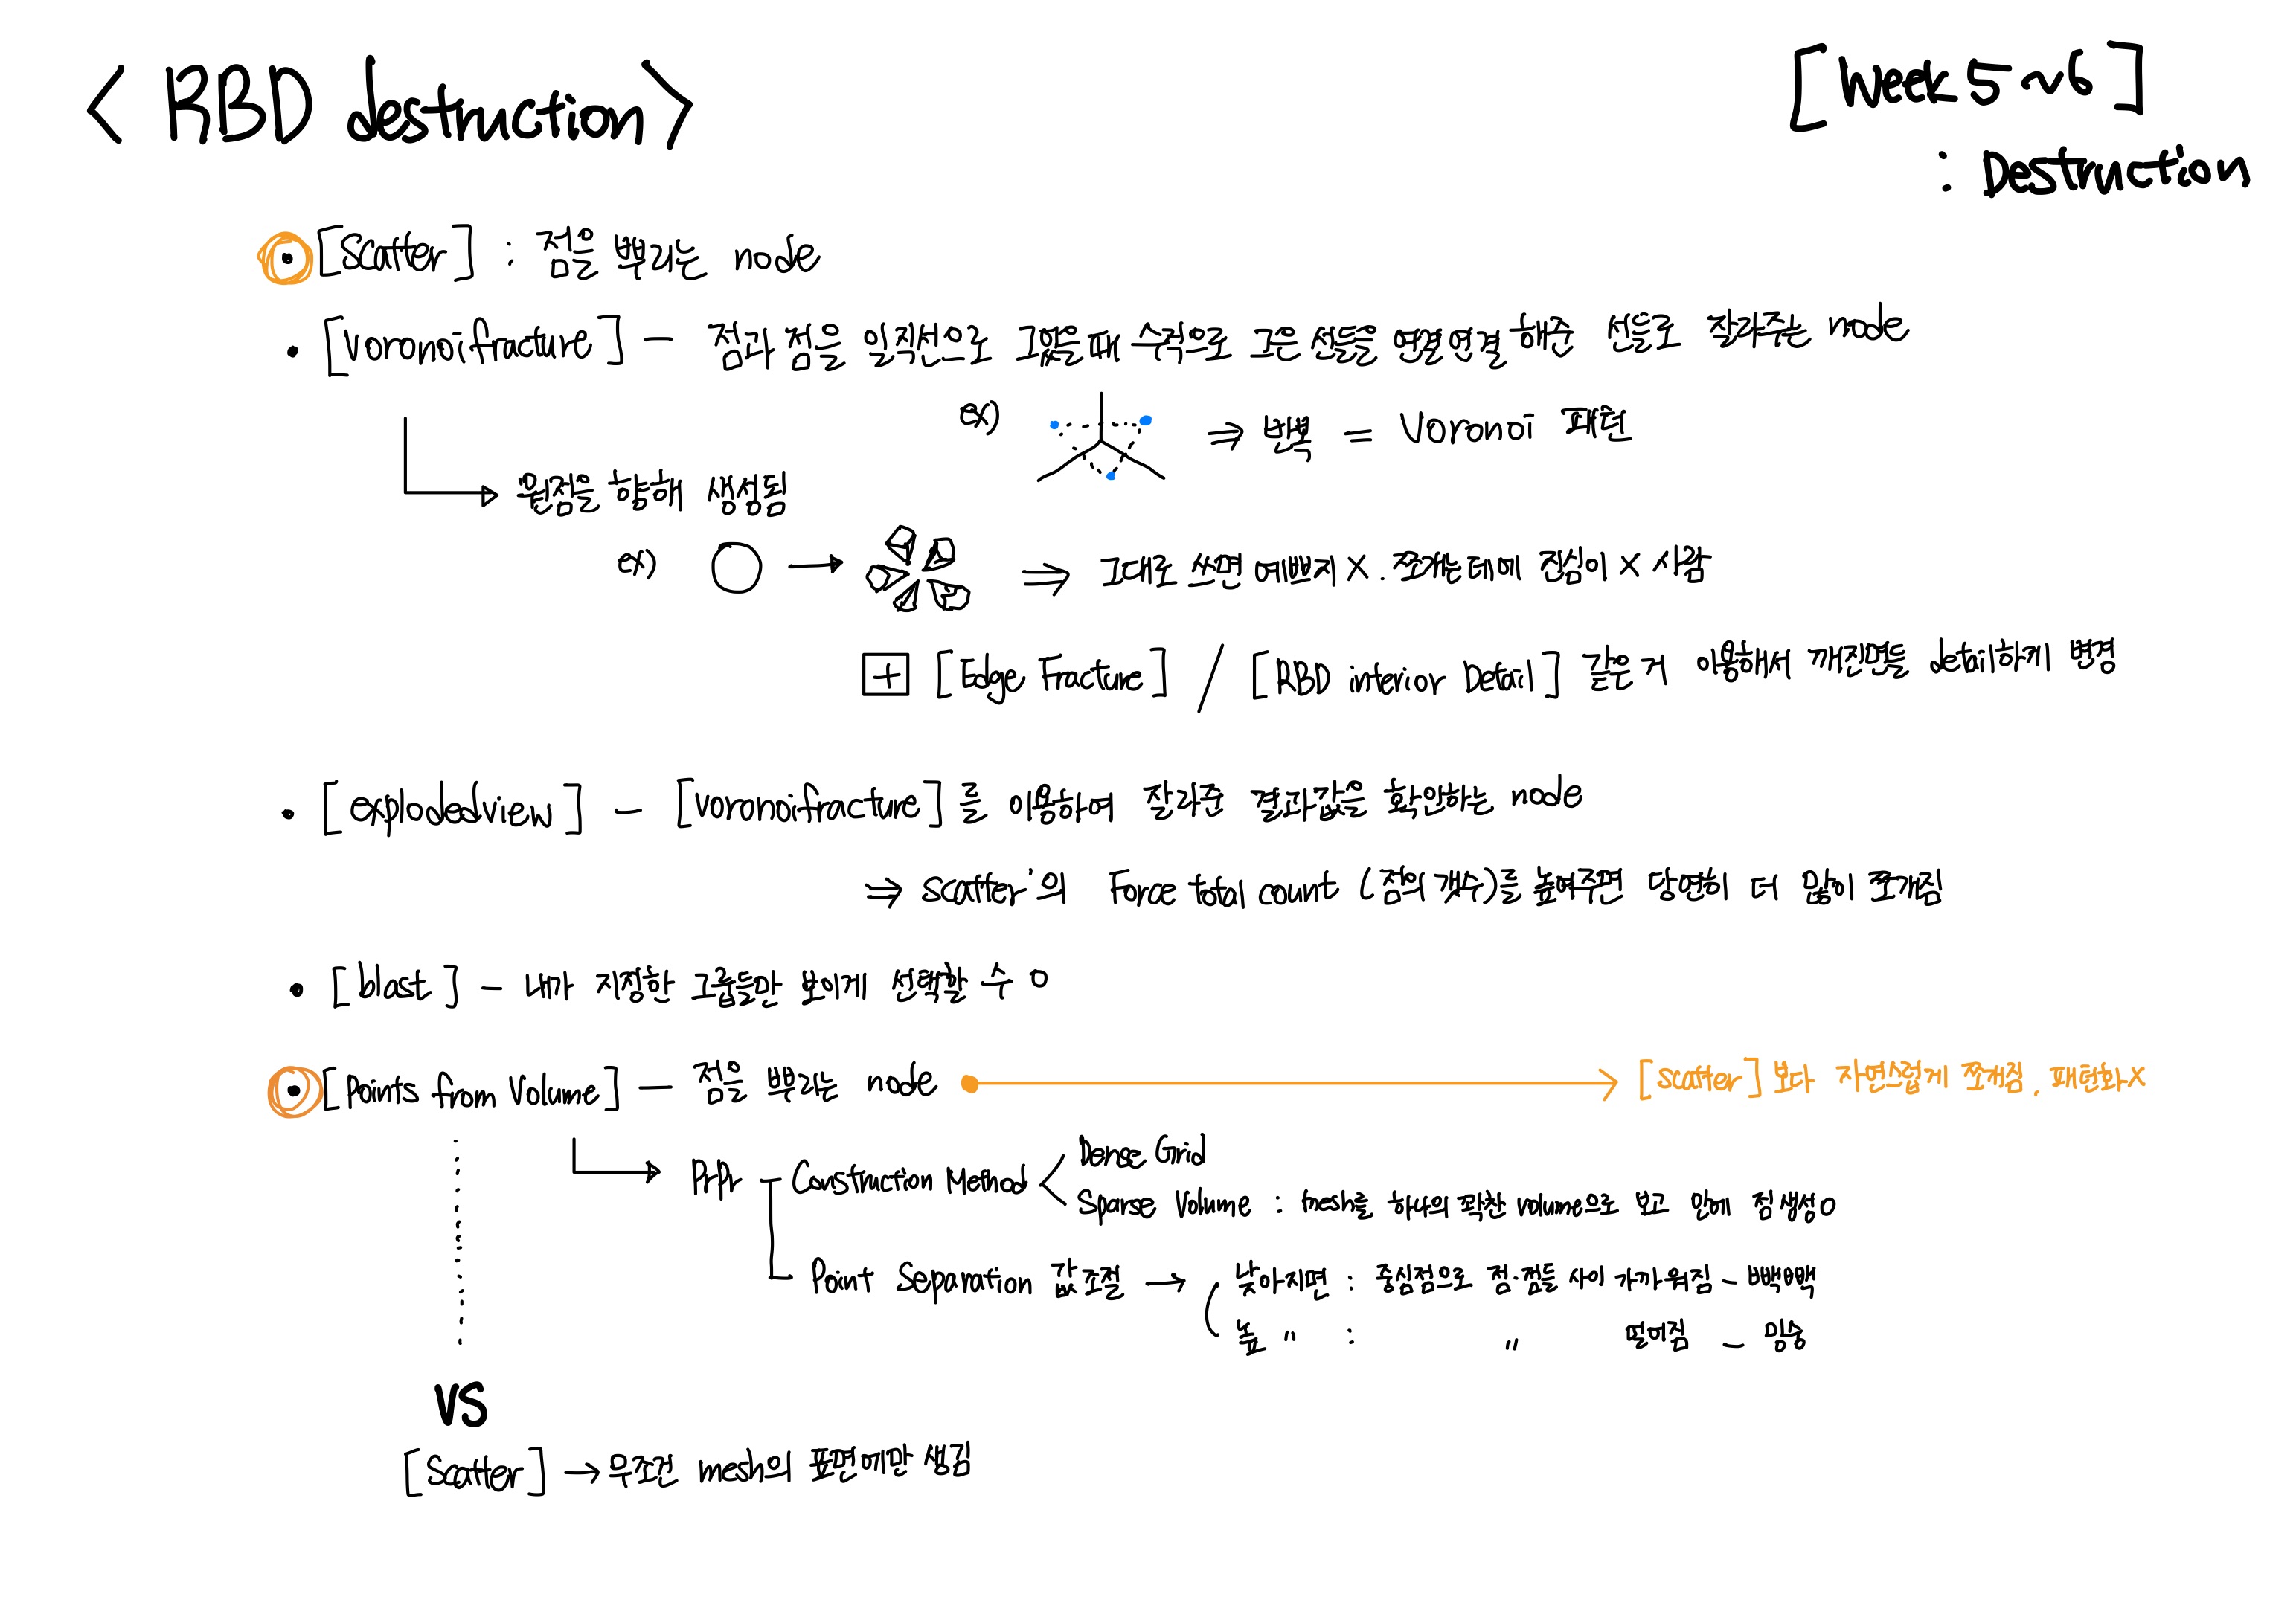 < RBD destruction >
[Week 5~6]
: Destruction
• [Scatter] : 점을 뿌리는 node
• [Voronoifracture] — 점과 점을 일직선으로 그었을때 수직으로 그은 선들을 연결연결 해준 선들로 잘라주는 node
ex) ⇒ 반복 = Voronoi 패턴
→ 원점을 향해 생성됨
ex) ○ → ⇒ 그대로 쓰면 예쁘지 X. 쪼개는데에 진심이 X 사람
+ [Edge Fracture] / [RBD interior Detail] 같은 거 이용해서 깨진면들 detail하게 변경
• [explodedview] — [voronoifracture]를 이용하여 잘라준 결과값을 확인하는 node
⇒ scatter'의 Force total count (점의 갯수)를 높여주면 당연히 더 많이 쪼개짐
• [blast] — 내가 지정한 그룹들만 보이게 선택할 수 O
• [Points from Volume] — 점을 뿌리는 node → [scatter] 보다 자연스럽게 쪼개짐. 패턴화X
→ PrPr Construction Method < Dense Grid
Sparse Volume : mesh를 하나의 꽉찬 volume으로 보고 안에 점 생성O
Point Separation 값조절 → 낮아지면 : 중심점으로 점·점들 사이 가까워짐 – 빽빽
높 " : " 떨어짐 – 밍숭
VS
[Scatter] → 무조건 mesh의 표면에만 생김